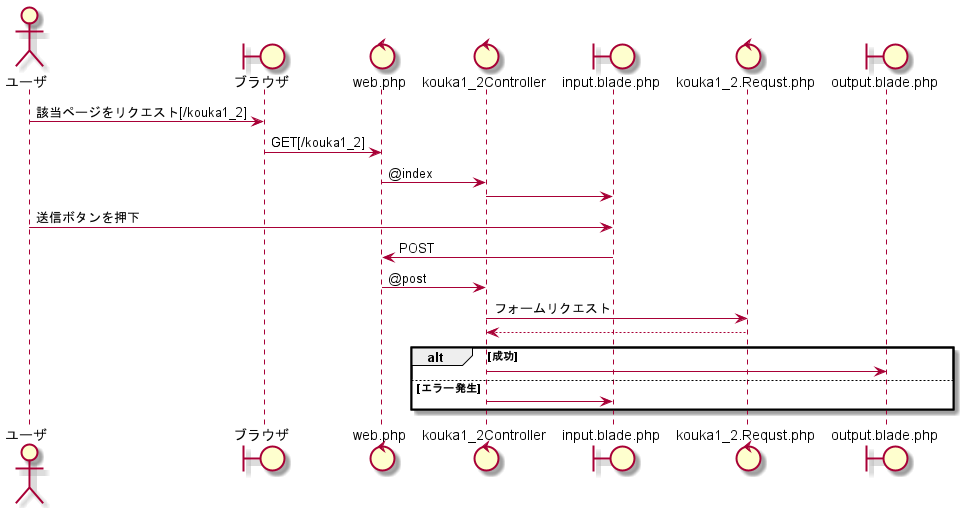 ユーザ
ブラウザ
web.php
kouka1_2Controller
input.blade.php
kouka1_2.Requst.php
output.blade.php
該当ページをリクエスト[/kouka1_2]
GET[/kouka1_2]
@index
送信ボタンを押下
POST
@post
フォームリクエスト
alt
[成功]
[エラー発生]
ユーザ
ブラウザ
web.php
kouka1_2Controller
input.blade.php
kouka1_2.Requst.php
output.blade.php